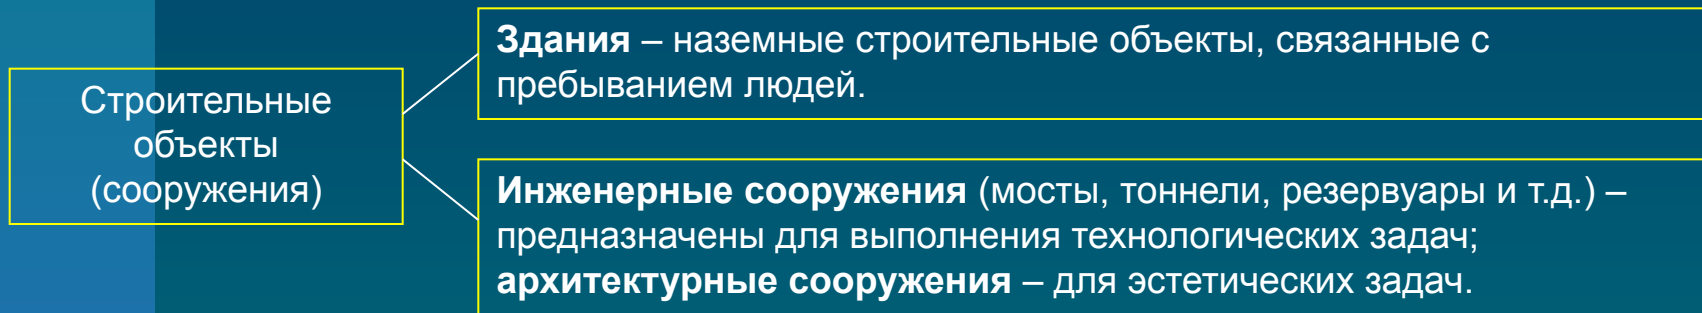 Строительные
объекты
(сооружения)
Здания – наземные строительные объекты, связанные с
пребыванием людей.
Инженерные сооружения (мосты, тоннели, резервуары и т.д.) –
предназначены для выполнения технологических задач;
архитектурные сооружения – для эстетических задач.